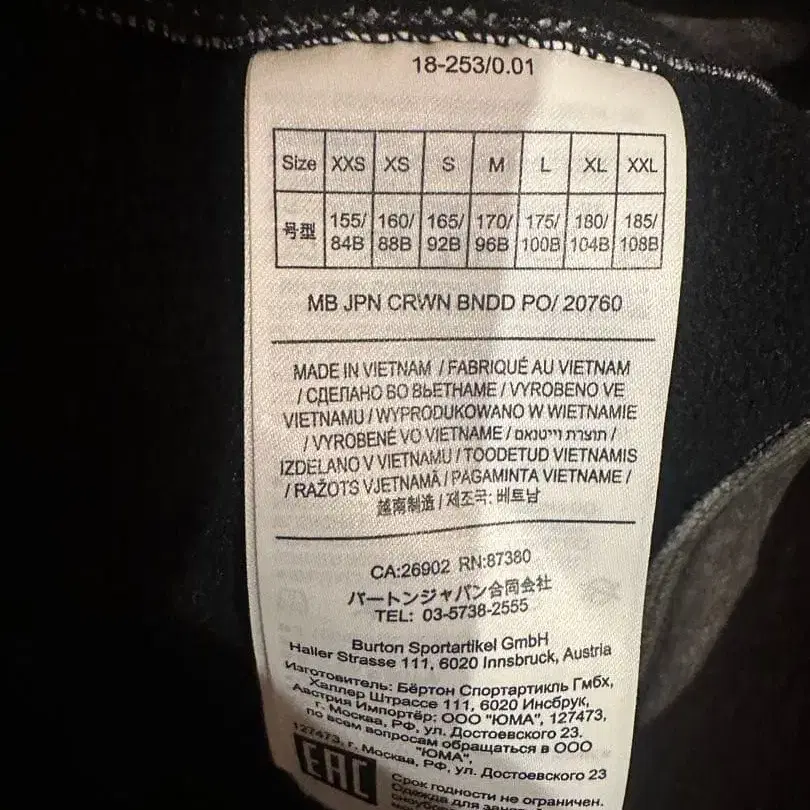 18-253/0.01
Size XXS XS S M L XL XXL
号型 155/84B 160/88B 165/92B 170/96B 175/100B 180/104B 185/108B
MB JPN CRWN BNDD PO/ 20760
MADE IN VIETNAM / FABRIQUÉ AU VIETNAM
/ СДЕЛАНО ВО ВЬЕТНАМЕ / VYROBENO VE
VIETNAMU / WYPRODUKOWANO W WIETNAMIE
/ VYROBENÉ VO VIETNAME / תוצרת וייטנאם /
IZDELANO V VIETNAMU / TOODETUD VIETNAMIS
/ RAŽOTS VJETNAMĀ / PAGAMINTA VIETNAME /
越南制造 / 제조국: 베트남
CA:26902 RN:87380
バートンジャパン合同会社
TEL: 03-5738-2555
Burton Sportartikel GmbH
Haller Strasse 111, 6020 Innsbruck, Austria
Изготовитель: Бёртон Спортартикль Гмбх,
Халлер Штрассе 111, 6020 Инсбрук,
Австрия Импортёр: ООО "ЮМА", 127473,
г. Москва, РФ, ул. Достоевского 23.
по всем вопросам обращаться в ООО
"ЮМА",
127473, г. Москва, РФ, ул. Достоевского 23
EAC
Срок годности не ограничен.
Одежда для